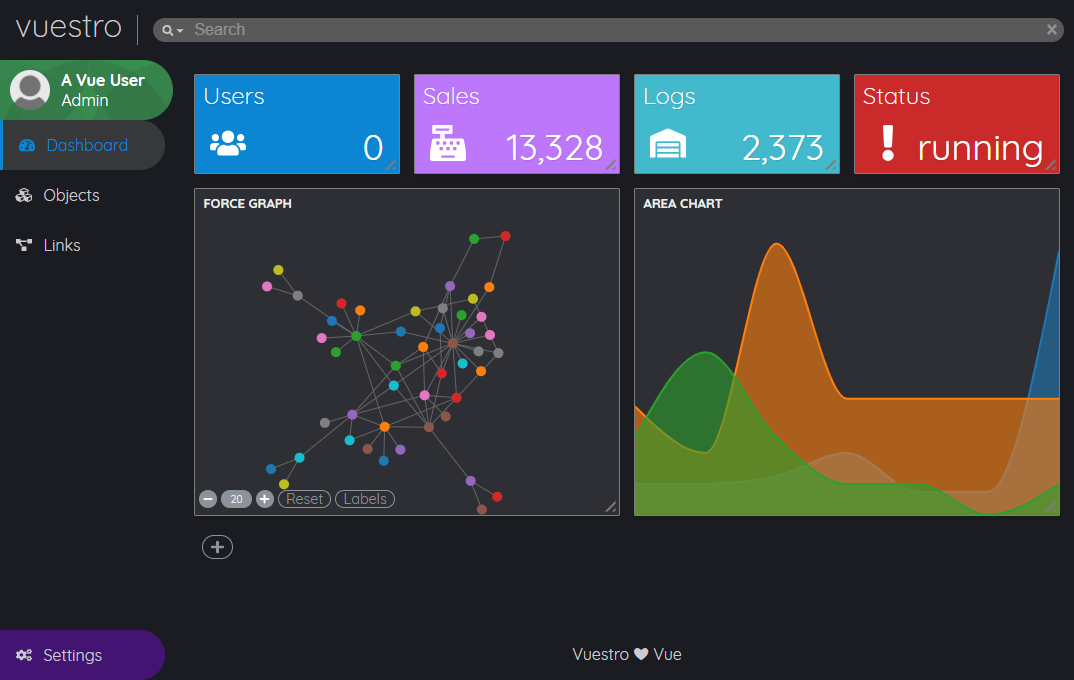 vuestro
Search
A Vue User
Admin
Dashboard
Objects
Links
Settings
Users
0
Sales
13,328
Logs
2,373
Status
running
FORCE GRAPH
20
Reset
Labels
AREA CHART
Vuestro Vue